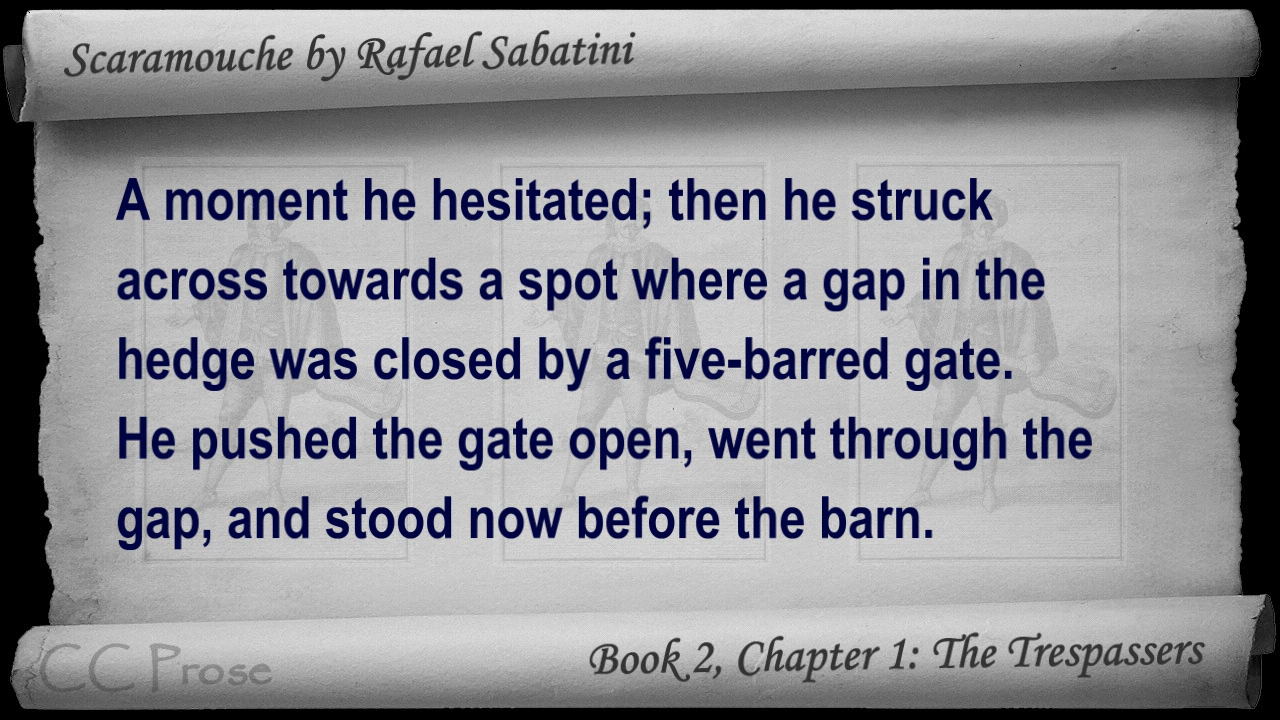 Scaramouche by Rafael Sabatini
A moment he hesitated; then he struck
across towards a spot where a gap in the
hedge was closed by a five-barred gate.
He pushed the gate open, went through the
gap, and stood now before the barn.
CC Prose
Book 2, Chapter 1: The Trespassers